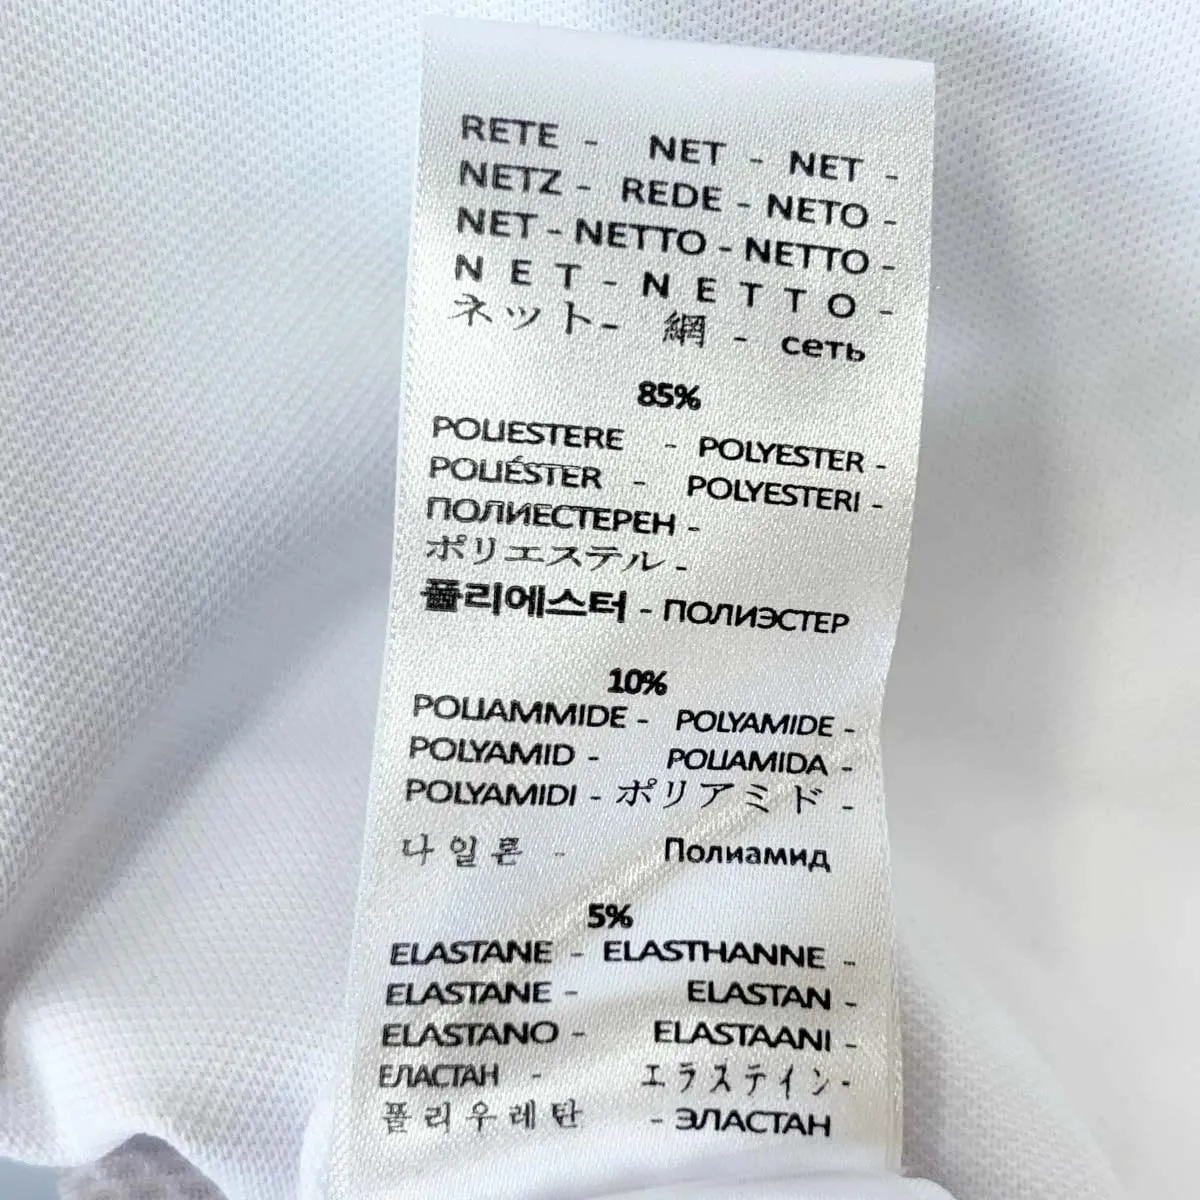 RETE - NET - NET -
NETZ - REDE - NETO -
NET - NETTO - NETTO -
NET - NETTO -
ネット - 網 - сеть
85%
POLIESTERE - POLYESTER -
POLIÉSTER - POLYESTERI -
ПОЛИЕСТЕРЕН -
ポリエステル -
폴리에스터 - ПОЛИЭСТЕР
10%
POLIAMMIDE - POLYAMIDE -
POLYAMID - POLIAMIDA -
POLYAMIDI - ポリアミド -
나일론 - Полиамид
5%
ELASTANE - ELASTHANNE -
ELASTANE - ELASTAN -
ELASTANO - ELASTAANI -
ЕЛАСТАН - エラステイン -
폴리우레탄 - ЭЛАСТАН